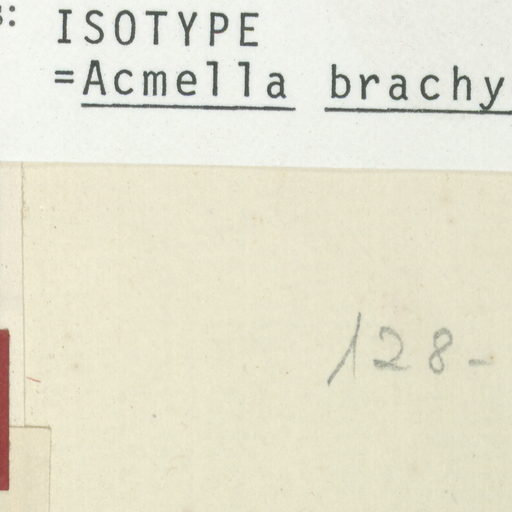 s: ISOTYPE
=Acmella brachy
128-